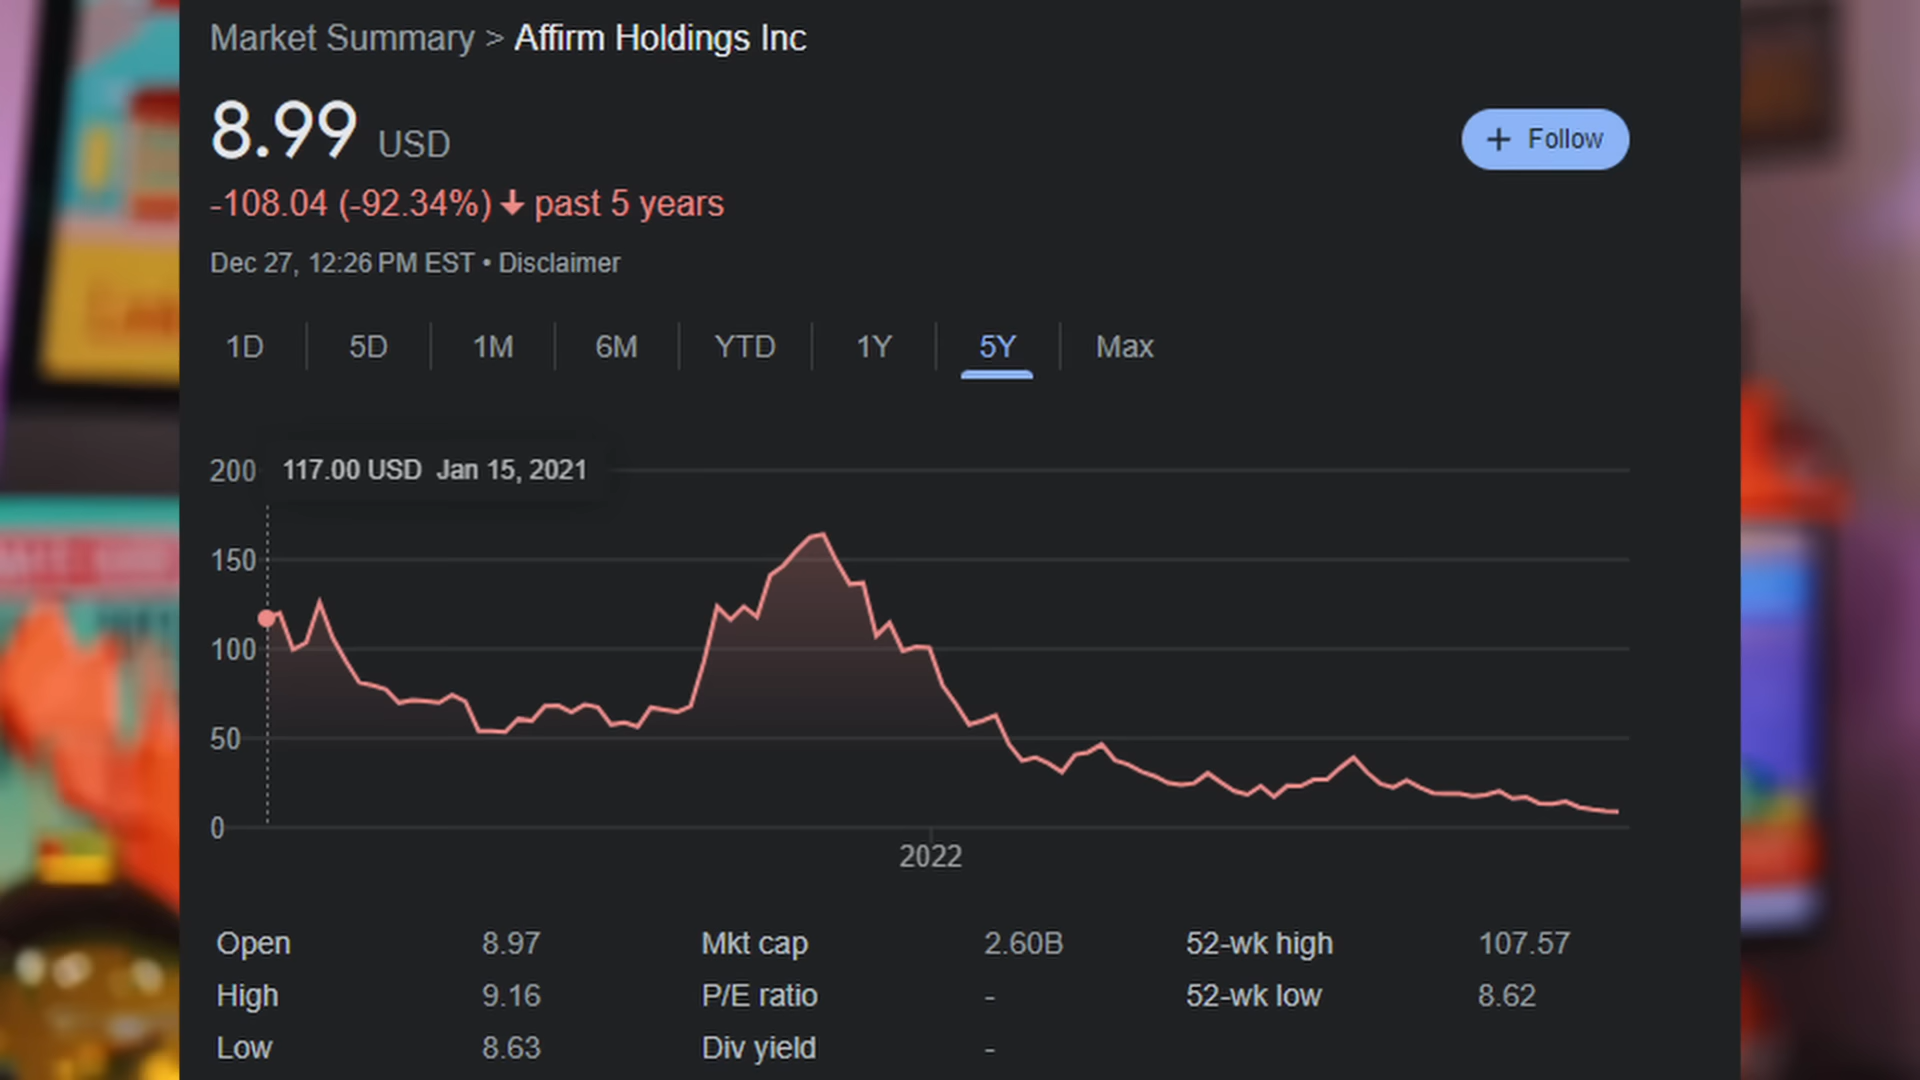 Market Summary > Affirm Holdings Inc
8.99 USD
+ Follow
-108.04 (-92.34%) ↓ past 5 years
Dec 27, 12:26 PM EST • Disclaimer
1D 5D 1M 6M YTD 1Y 5Y Max
200 117.00 USD Jan 15, 2021
150
100
50
0
2022
Open 8.97 Mkt cap 2.60B 52-wk high 107.57
High 9.16 P/E ratio - 52-wk low 8.62
Low 8.63 Div yield -